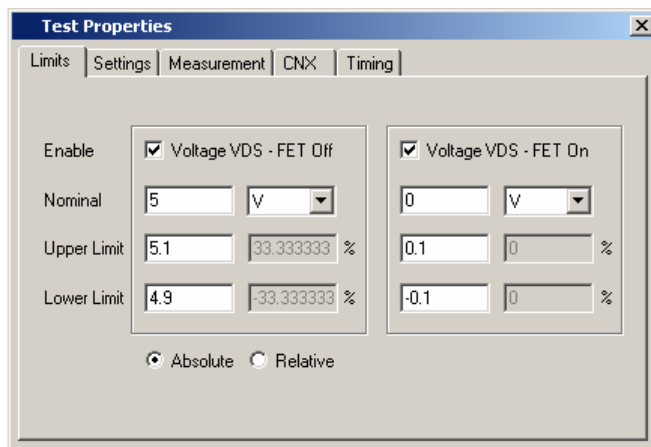 Test Properties
Limits Settings Measurement CNX Timing
Enable Voltage VDS - FET Off Voltage VDS - FET On
Nominal 5 V 0 V
Upper Limit 5.1 33.333333 % 0.1 0 %
Lower Limit 4.9 -33.333333 % -0.1 0 %
Absolute Relative